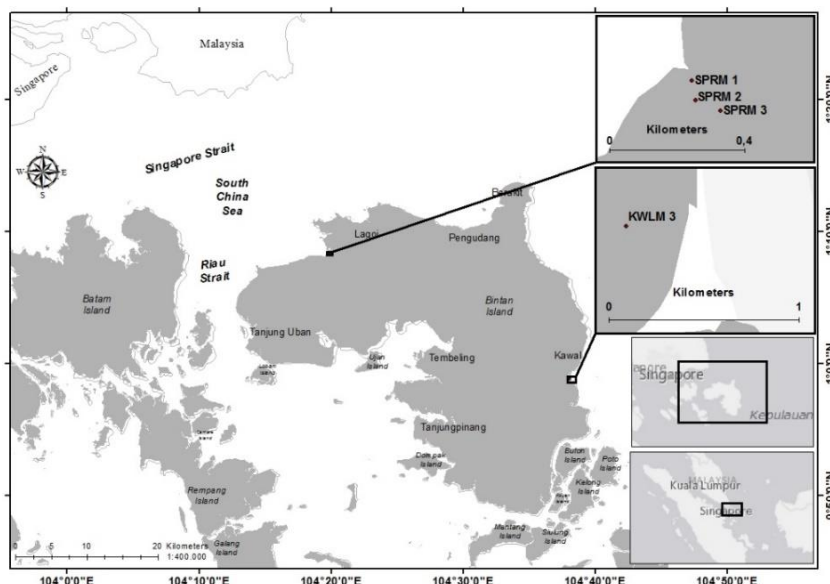 Malaysia
Singapore
N
W
E
S
Singapore Strait
South
China
Sea
Riau
Strait
Batam
Island
Lagoi
Pengudang
Bintan
Island
Tanjung Uban
Tembeling
Kawal
Tanjungpinang
Dompak
Island
Rempang
Island
Galang
Island
Buton
Island
Poto
Island
Kelong
Island
Mantang
Island
Siulung
Island
SPRM 1
SPRM 2
SPRM 3
Kilometers
0
0,4
KWLM 3
Kilometers
0
1
Singapore
Kepulauan
MALAYSIA
Kuala Lumpur
Singapore
0
5
10
20
Kilometers
1:400.000
104°0'0"E
104°10'0"E
104°20'0"E
104°30'0"E
104°40'0"E
104°50'0"E